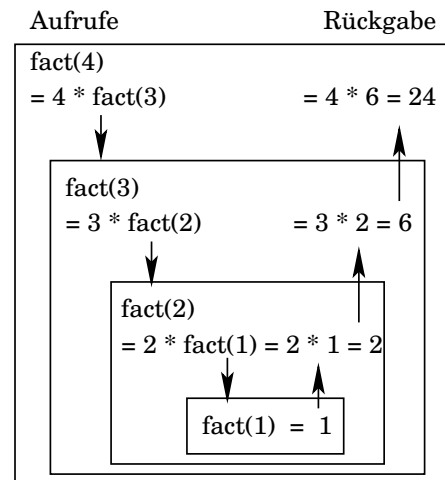 Aufrufe Rückgabe
fact(4)
= 4 * fact(3) = 4 * 6 = 24
fact(3)
= 3 * fact(2) = 3 * 2 = 6
fact(2)
= 2 * fact(1) = 2 * 1 = 2
fact(1) = 1